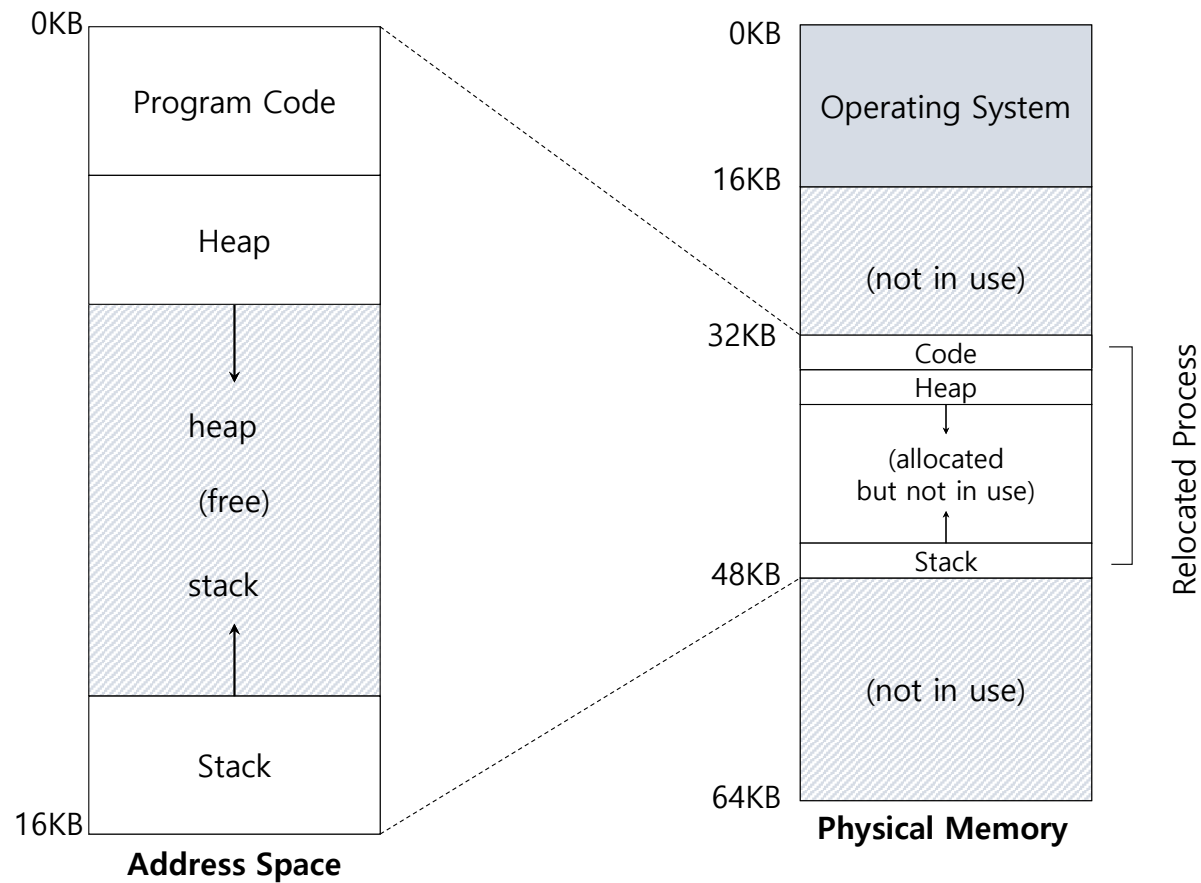 0KB
Program Code
Heap
heap
(free)
stack
Stack
16KB
Address Space
0KB
Operating System
16KB
(not in use)
32KB
Code
Heap
(allocated
but not in use)
Stack
48KB
(not in use)
64KB
Physical Memory
Relocated Process